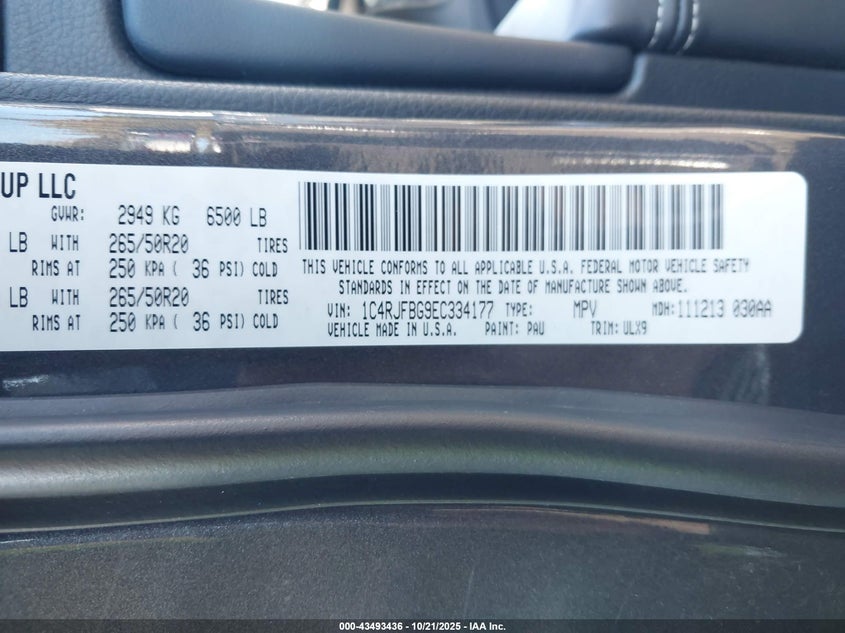 UP LLC
GVWR: 2949 KG 6500 LB
LB WITH 265/50R20 TIRES
RIMS AT 250 KPA ( 36 PSI) COLD
LB WITH 265/50R20 TIRES
RIMS AT 250 KPA ( 36 PSI) COLD
THIS VEHICLE CONFORMS TO ALL APPLICABLE U.S.A. FEDERAL MOTOR VEHICLE SAFETY
STANDARDS IN EFFECT ON THE DATE OF MANUFACTURE SHOWN ABOVE.
VIN: 1C4RJFBG9EC334177 TYPE: MPV MDH:111213 030AA
VEHICLE MADE IN U.S.A. PAINT: PAU TRIM: ULX9
000-43493436 - 10/21/2025 - IAA Inc.